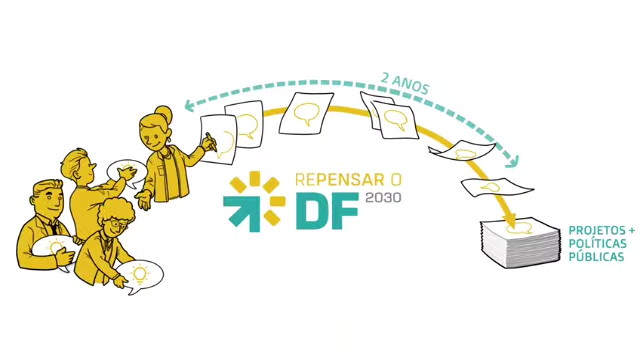 2 ANOS
REPENSAR O
DF 2030
PROJETOS +
POLÍTICAS
PÚBLICAS